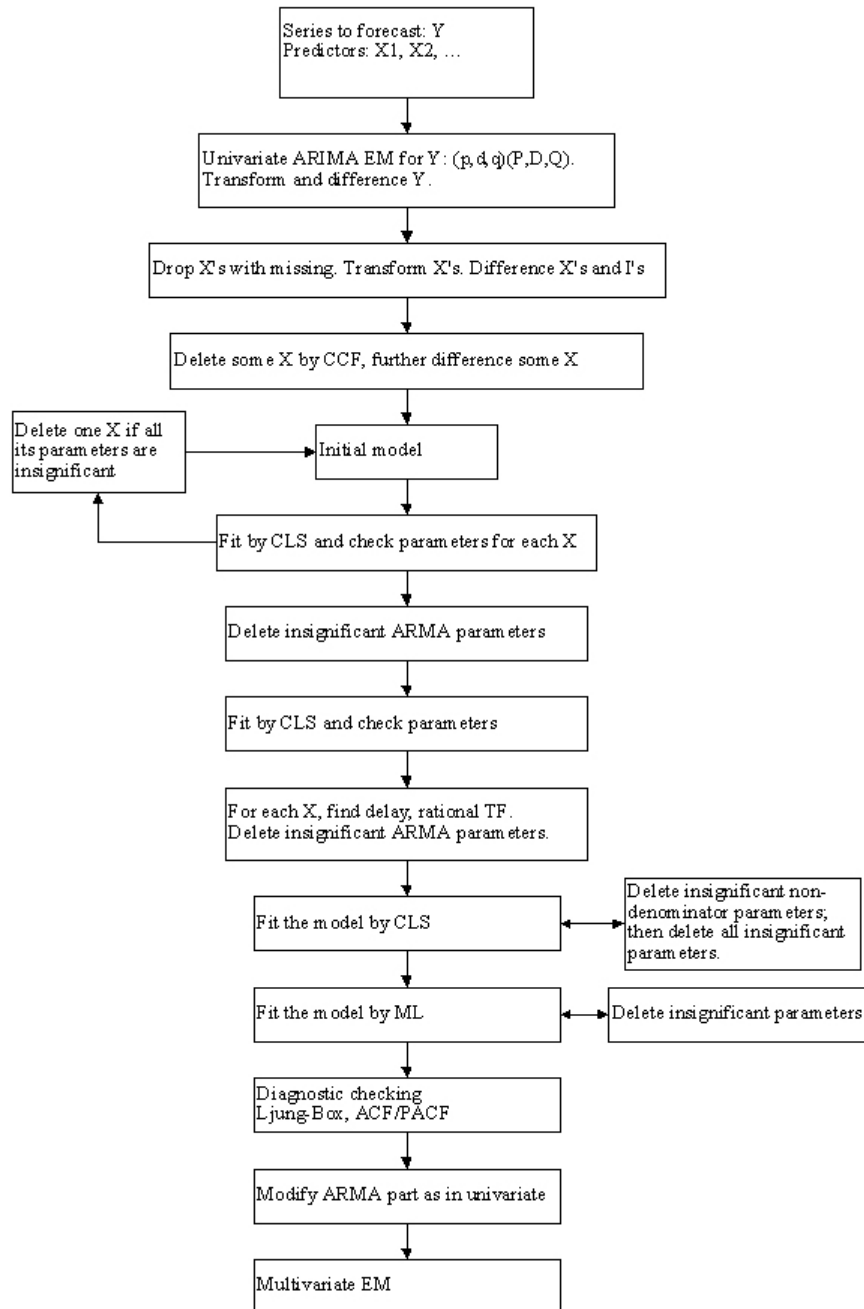 Series to forecast: Y
Predictors: X1, X2, ...
Univariate ARIMA EM for Y: (p,d,q)(P,D,Q).
Transform and difference Y.
Drop X's with missing. Transform X's. Difference X's and I's
Delete some X by CCF, further difference some X
Delete one X if all
its parameters are
insignificant
Initial model
Fit by CLS and check parameters for each X
Delete insignificant ARMA parameters
Fit by CLS and check parameters
For each X, find delay, rational TF.
Delete insignificant ARMA parameters.
Fit the model by CLS
Delete insignificant non-
denominator parameters;
then delete all insignificant
parameters.
Fit the model by ML
Delete insignificant parameters
Diagnostic checking
Ljung-Box, ACF/PACF
Modify ARMA part as in univariate
Multivariate EM